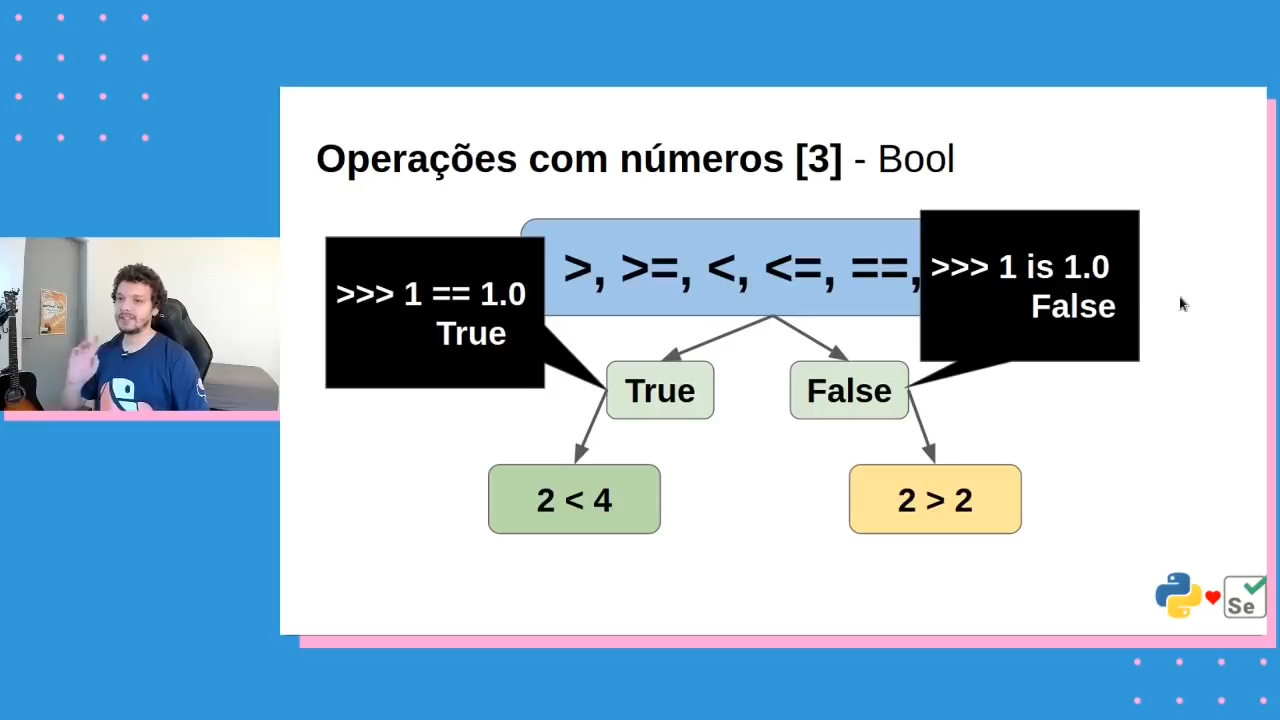 Operações com números [3] - Bool
>, >=, <, <=, ==,
>>> 1 == 1.0
True
>>> 1 is 1.0
False
True
False
2 < 4
2 > 2
Se